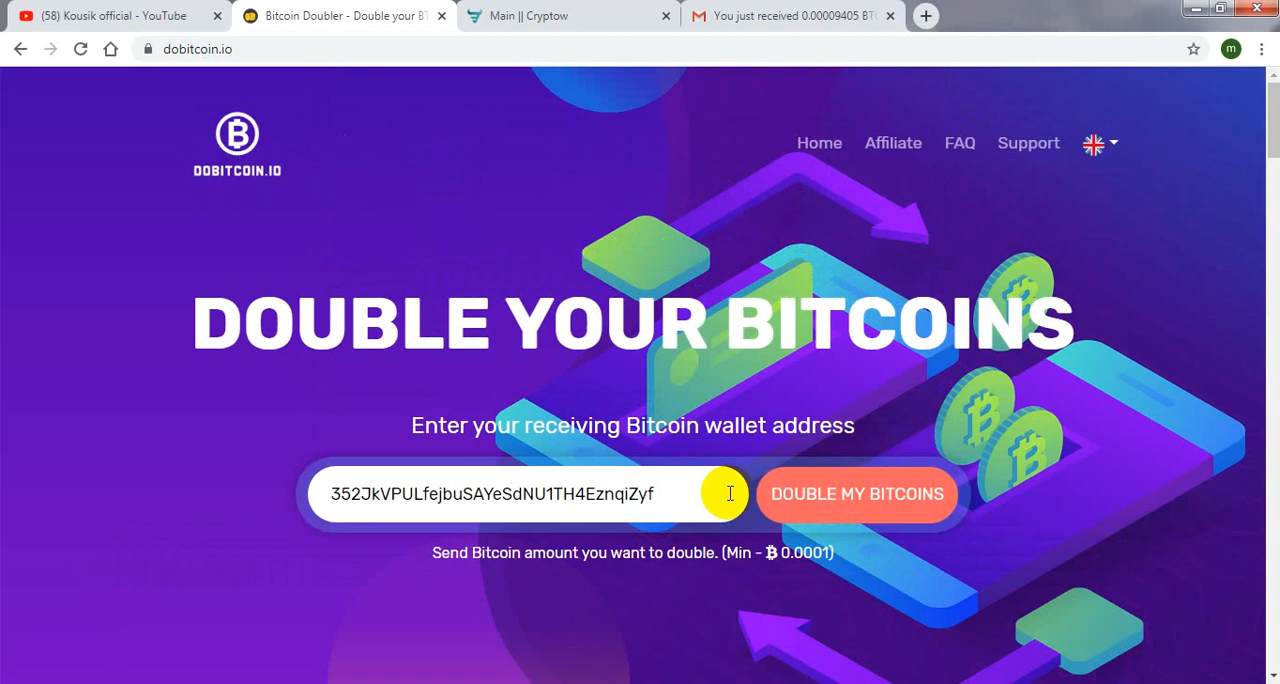 (58) Kousik official - YouTube
Bitcoin Doubler - Double your BT
Main || Cryptow
You just received 0.00009405 BT
dobitcoin.io
m
DOBITCOIN.IO
Home Affiliate FAQ Support
DOUBLE YOUR BITCOINS
Enter your receiving Bitcoin wallet address
352JkVPULfejbuSAYeSdNU1TH4EznqiZyf
DOUBLE MY BITCOINS
Send Bitcoin amount you want to double. (Min - ₿ 0.0001)